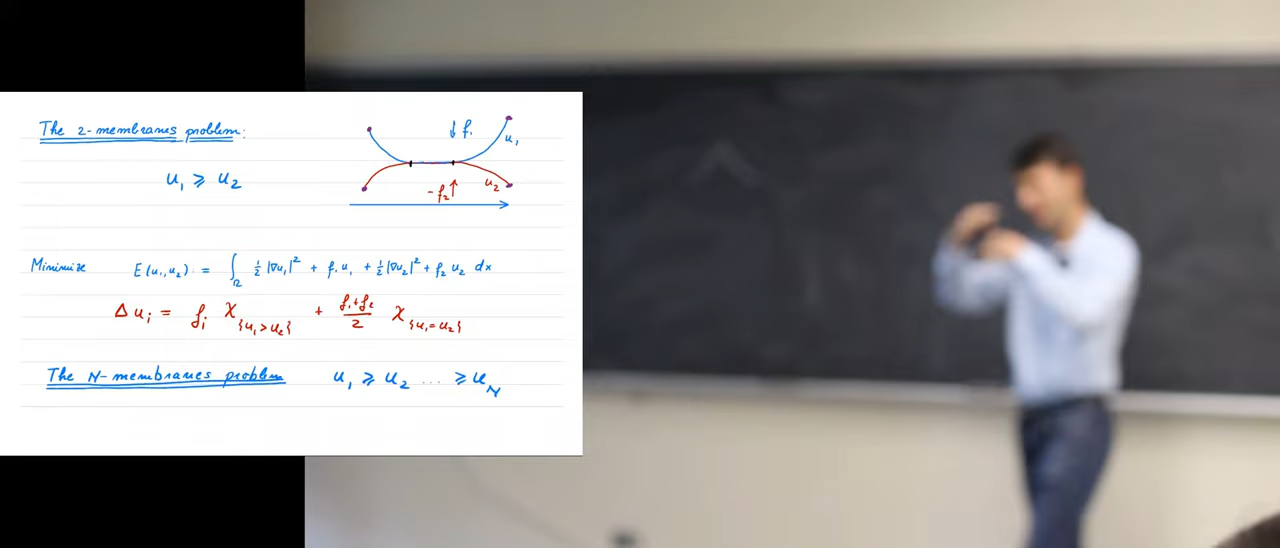 The 2-membranes problem:
↓ f₁
u₁
u₁ ⩾ u₂
-f₂ ↑
u₂
Minimize E(u₁,u₂) = ∫_Ω ½|∇u₁|² + f₁u₁ + ½|∇u₂|² + f₂u₂ dx
Δu_i = f_i χ_{u₁>u₂} + (f₁+f₂)/2 χ_{u₁=u₂}
The N-membranes problem u₁ ⩾ u₂ ... ⩾ u_N